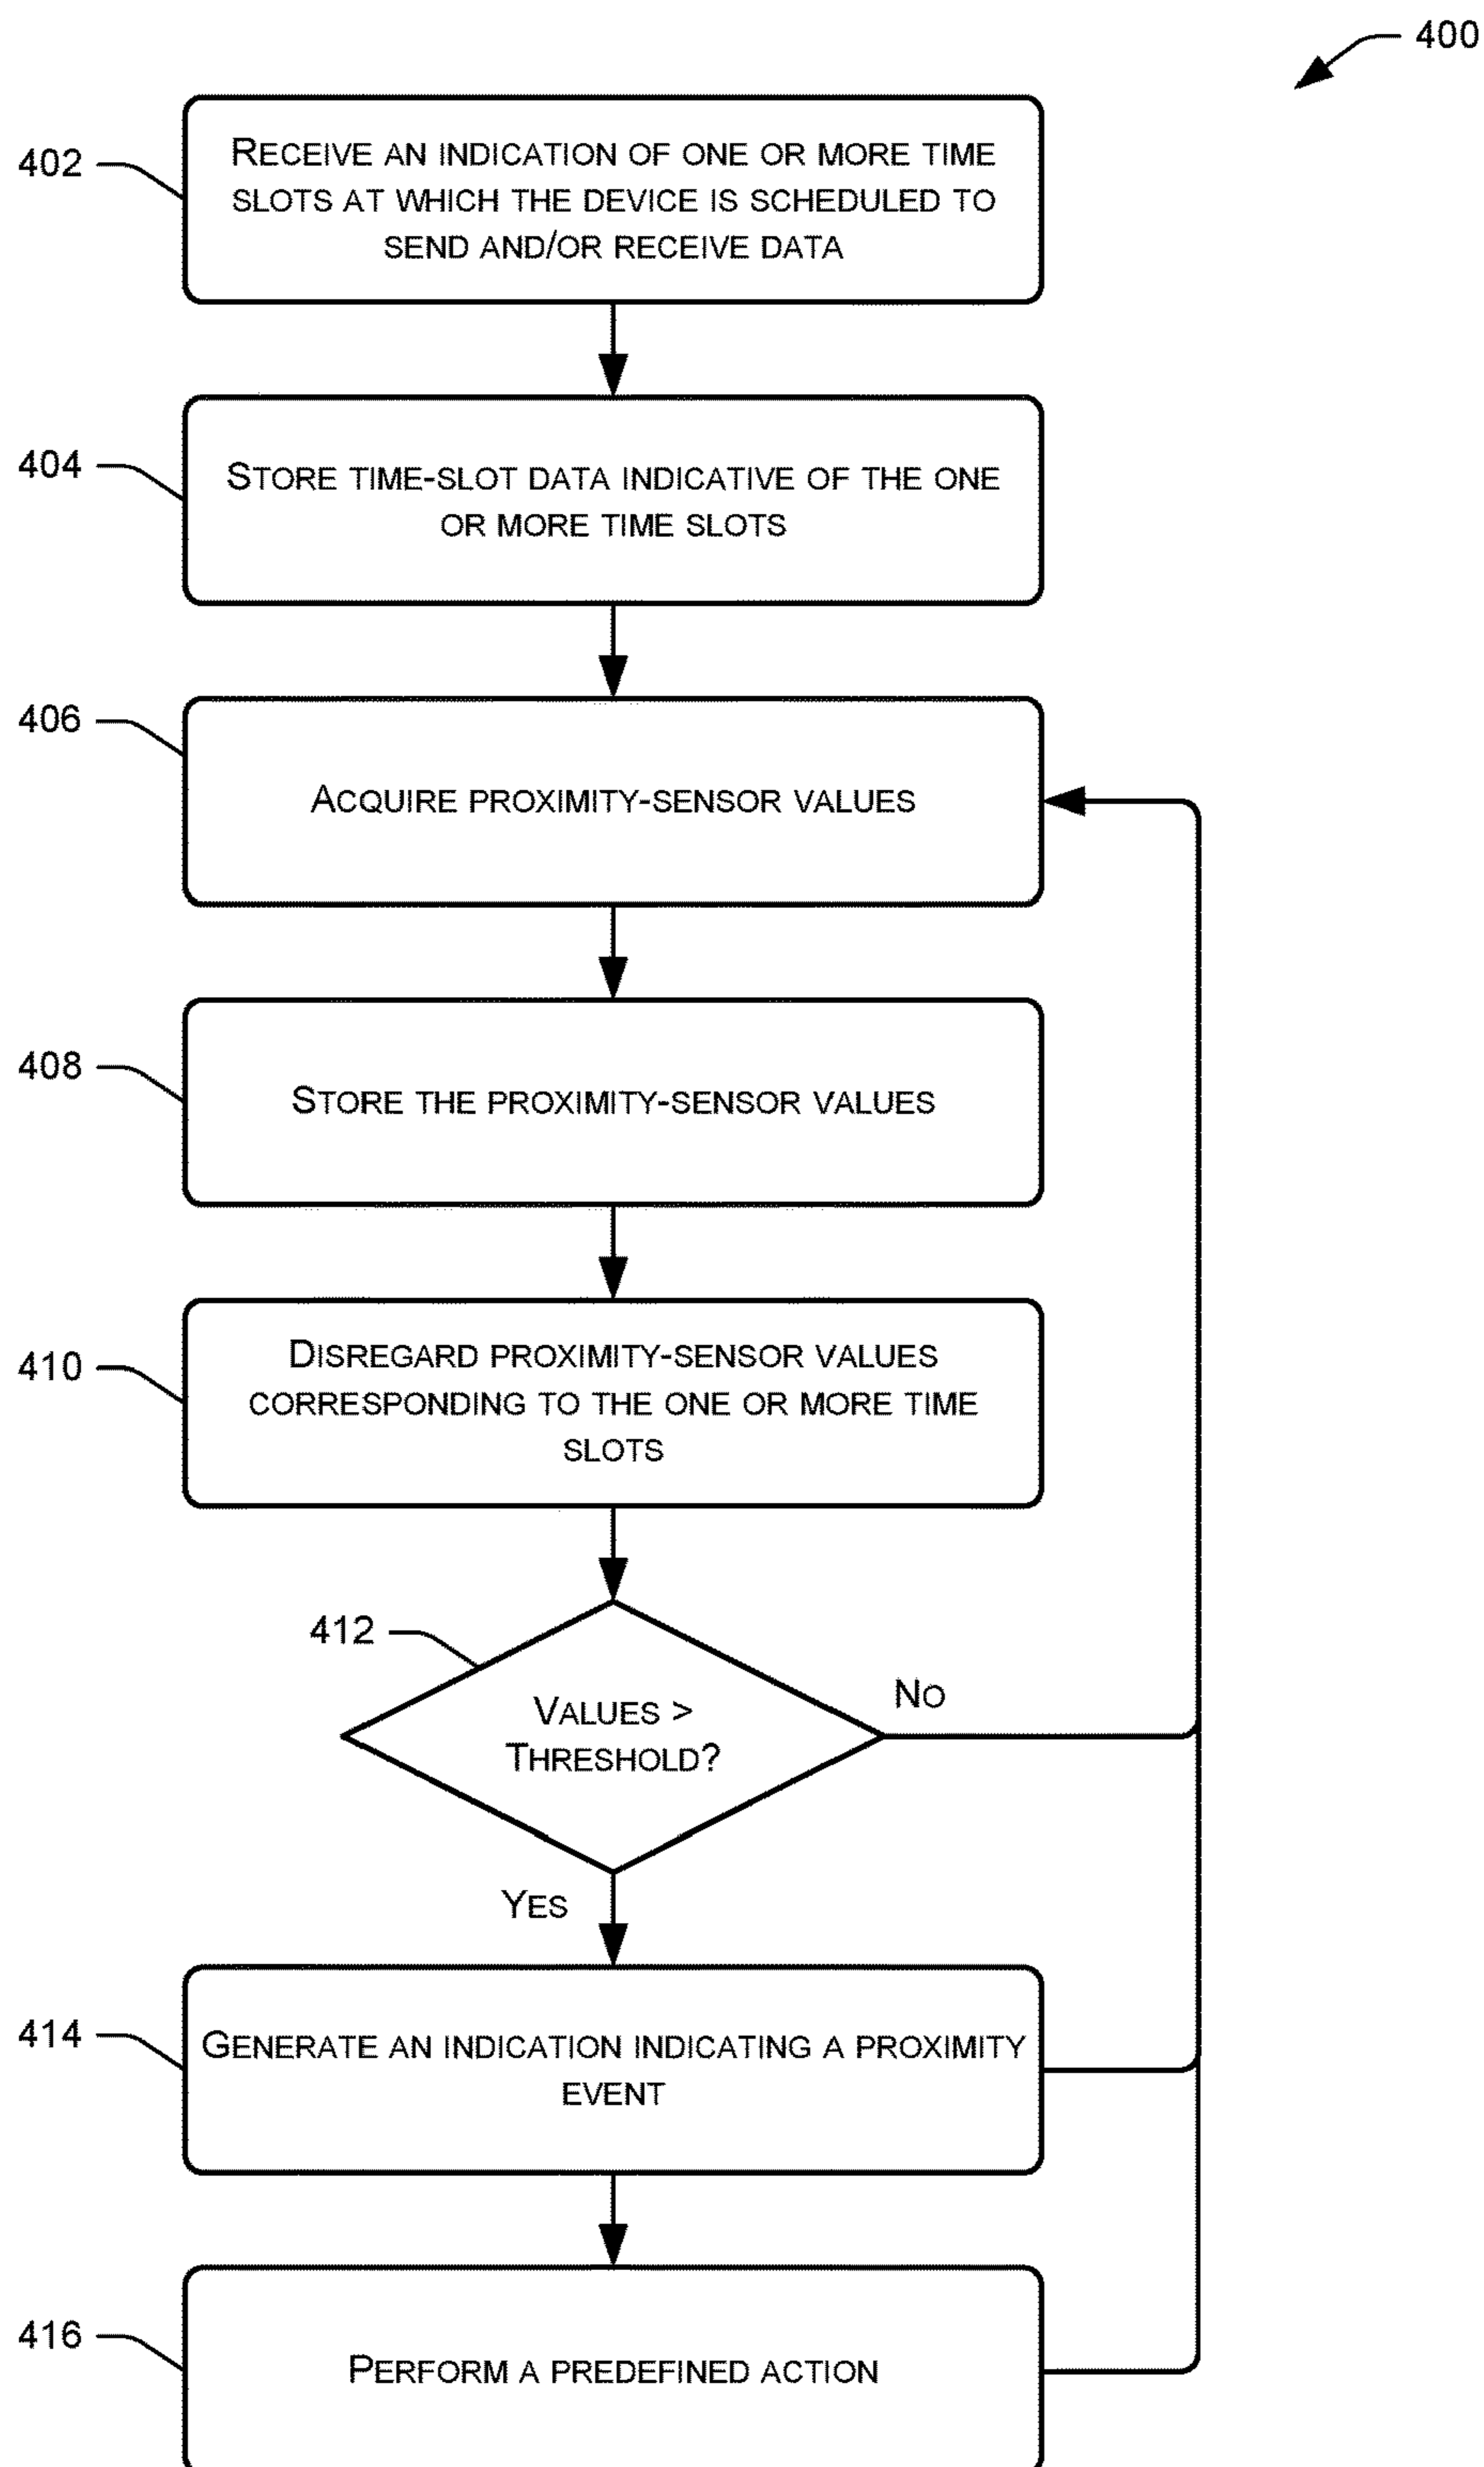 400
402
RECEIVE AN INDICATION OF ONE OR MORE TIME
SLOTS AT WHICH THE DEVICE IS SCHEDULED TO
SEND AND/OR RECEIVE DATA
404
STORE TIME-SLOT DATA INDICATIVE OF THE ONE
OR MORE TIME SLOTS
406
ACQUIRE PROXIMITY-SENSOR VALUES
408
STORE THE PROXIMITY-SENSOR VALUES
410
DISREGARD PROXIMITY-SENSOR VALUES
CORRESPONDING TO THE ONE OR MORE TIME
SLOTS
412
VALUES >
THRESHOLD?
NO
YES
414
GENERATE AN INDICATION INDICATING A PROXIMITY
EVENT
416
PERFORM A PREDEFINED ACTION